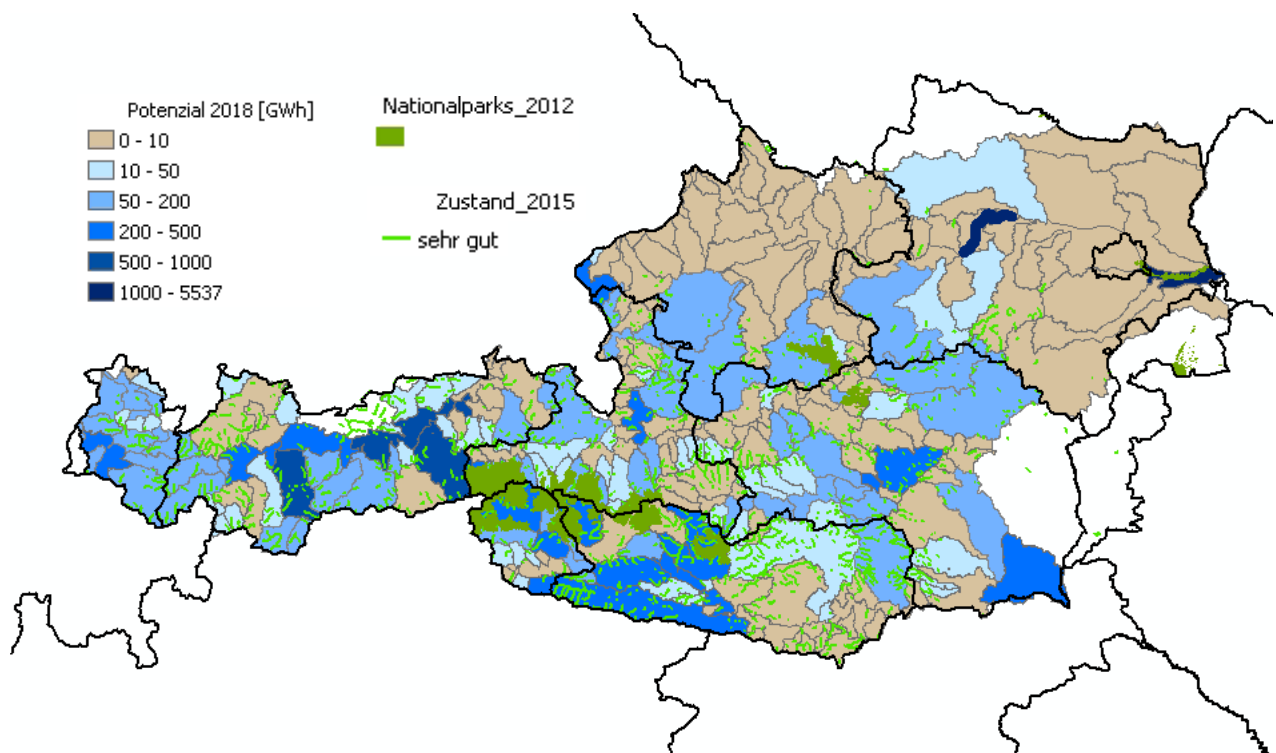 Potenzial 2018 [GWh]
0 - 10
10 - 50
50 - 200
200 - 500
500 - 1000
1000 - 5537
Nationalparks_2012
Zustand_2015
sehr gut